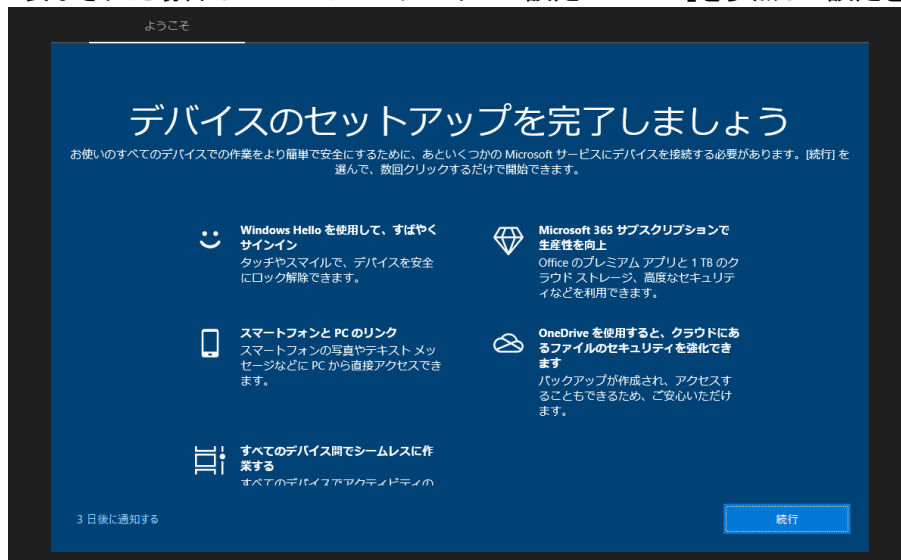 ようこそ
デバイスのセットアップを完了しましょう
お使いのすべてのデバイスでの作業をより簡単で安全にするために、あといくつかの Microsoft サービスにデバイスを接続する必要があります。[続行] を
選んで、数回クリックするだけで開始できます。
Windows Hello を使用して、すばやく
サインイン
タッチやスマイルで、デバイスを安全
にロック解除できます。
Microsoft 365 サブスクリプションで
生産性を向上
Office のプレミアム アプリと 1 TB のク
ラウド ストレージ、高度なセキュリテ
ィなどを利用できます。
スマートフォンと PC のリンク
スマートフォンの写真やテキスト メッ
セージなどに PC から直接アクセスでき
ます。
OneDrive を使用すると、クラウドにあ
るファイルのセキュリティを強化でき
ます
バックアップが作成され、アクセスす
ることもできるため、ご安心いただけ
ます。
すべてのデバイス間でシームレスに作
業する
すべてのデバイスでアクティビティの
3 日後に通知する
続行